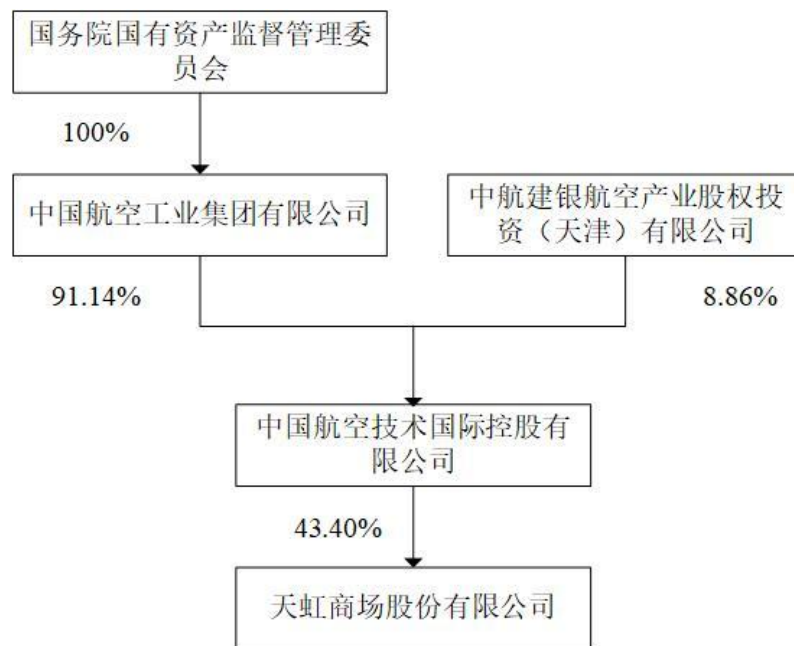 国务院国有资产监督管理委
员会
100%
中国航空工业集团有限公司
中航建银航空产业股权投
资（天津）有限公司
91.14%
8.86%
中国航空技术国际控股有
限公司
43.40%
天虹商场股份有限公司